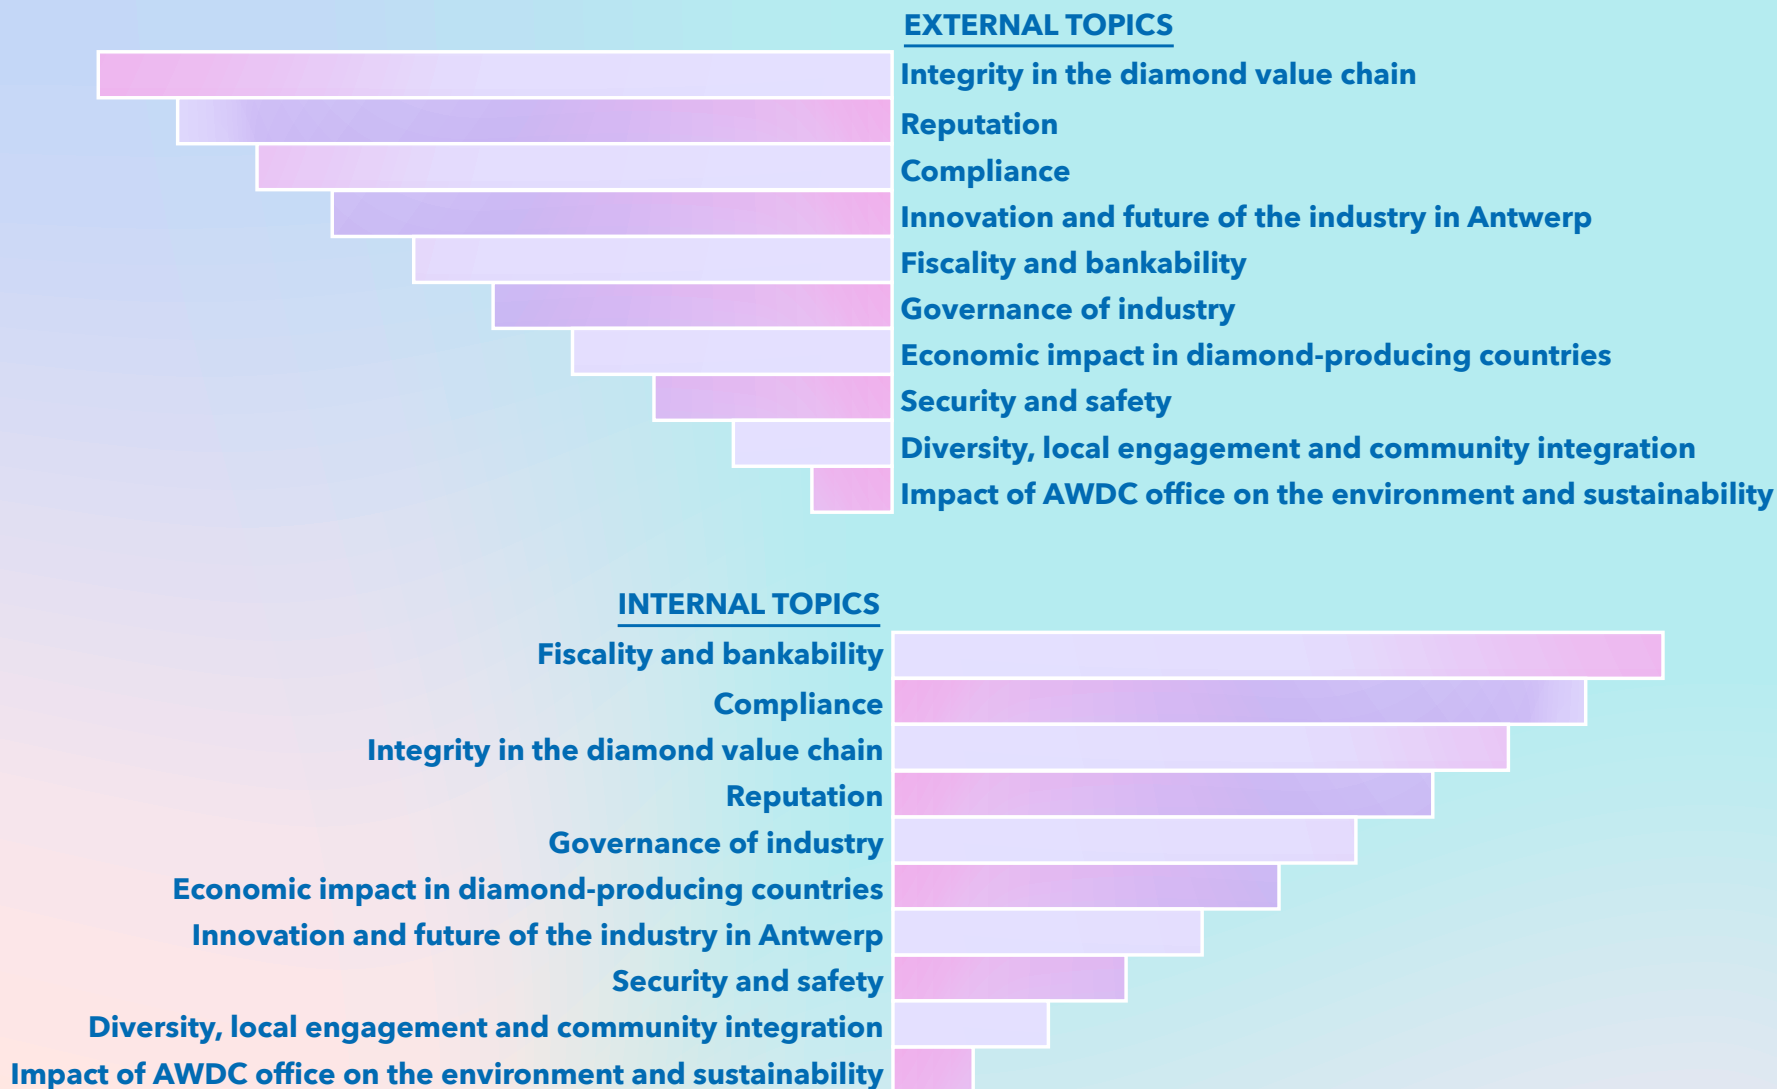 EXTERNAL TOPICS
Integrity in the diamond value chain
Reputation
Compliance
Innovation and future of the industry in Antwerp
Fiscality and bankability
Governance of industry
Economic impact in diamond-producing countries
Security and safety
Diversity, local engagement and community integration
Impact of AWDC office on the environment and sustainability
INTERNAL TOPICS
Fiscality and bankability
Compliance
Integrity in the diamond value chain
Reputation
Governance of industry
Economic impact in diamond-producing countries
Innovation and future of the industry in Antwerp
Security and safety
Diversity, local engagement and community integration
Impact of AWDC office on the environment and sustainability